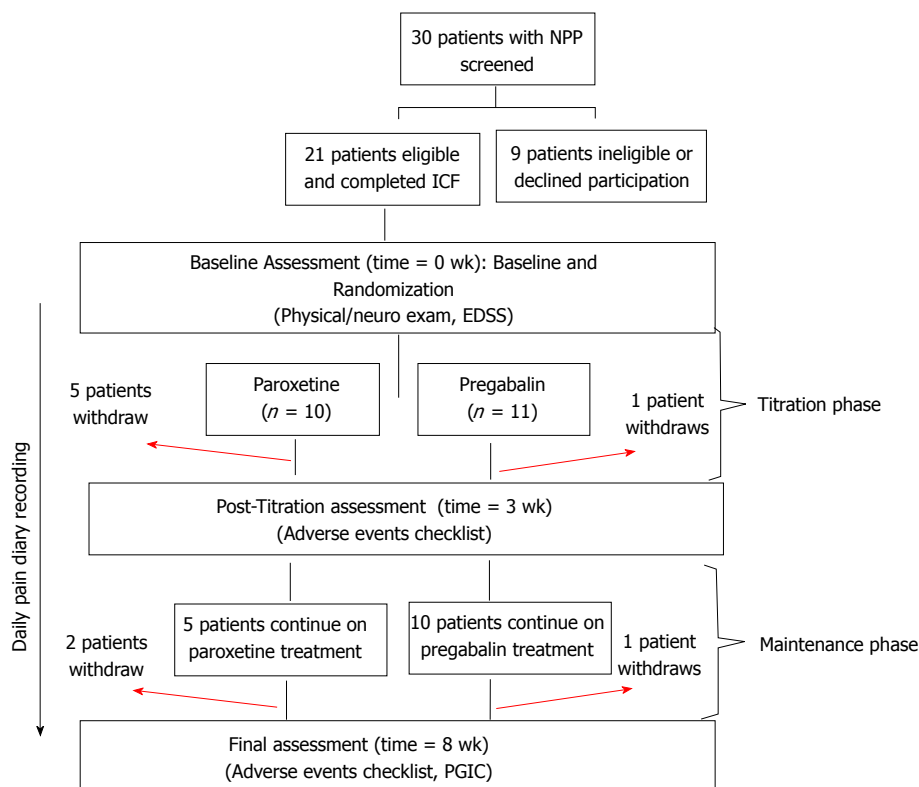 30 patients with NPP
screened
21 patients eligible
and completed ICF
9 patients ineligible or
declined participation
Baseline Assessment (time = 0 wk): Baseline and
Randomization
(Physical/neuro exam, EDSS)
5 patients
withdraw
Paroxetine
(n = 10)
Pregabalin
(n = 11)
1 patient
withdraws
Titration phase
Daily pain diary recording
Post-Titration assessment (time = 3 wk)
(Adverse events checklist)
2 patients
withdraw
5 patients continue on
paroxetine treatment
10 patients continue on
pregabalin treatment
1 patient
withdraws
Maintenance phase
Final assessment (time = 8 wk)
(Adverse events checklist, PGIC)